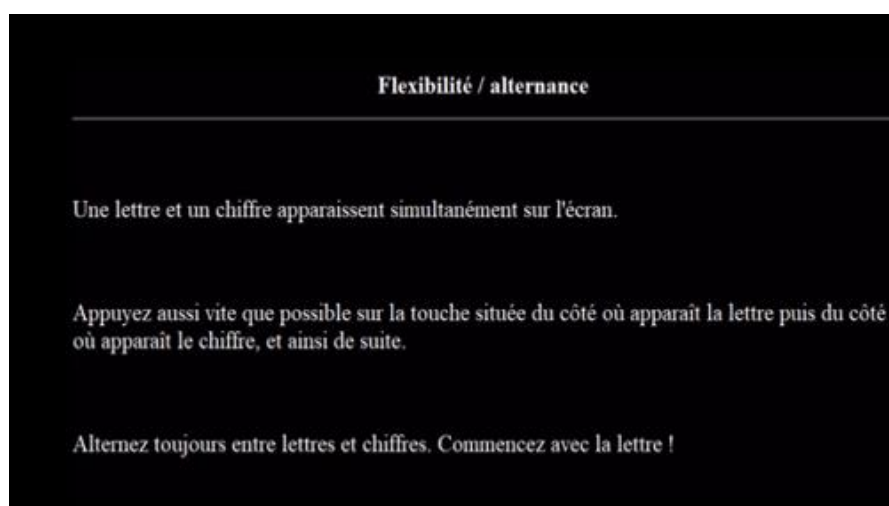 Flexibilité / alternance
Une lettre et un chiffre apparaissent simultanément sur l'écran.
Appuyez aussi vite que possible sur la touche située du côté où apparaît la lettre puis du côté
où apparaît le chiffre, et ainsi de suite.
Alternez toujours entre lettres et chiffres. Commencez avec la lettre !